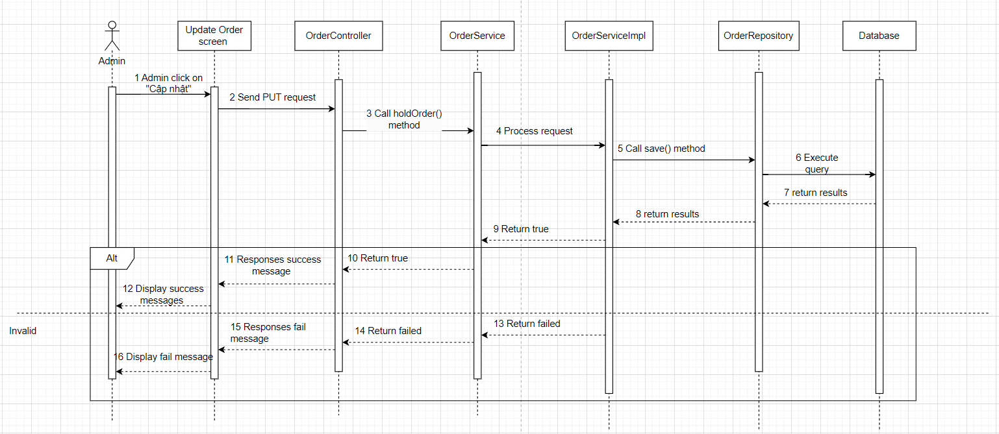 Update Order
screen
OrderController
OrderService
OrderServiceImpl
OrderRepository
Database
Admin
1 Admin click on
"Cập nhật"
2 Send PUT request
3 Call holdOrder()
method
4 Process request
5 Call save() method
6 Execute
query
7 return results
8 return results
9 Return true
Alt
10 Return true
11 Responses success
message
12 Display success
messages
Invalid
13 Return failed
14 Return failed
15 Responses fail
message
16 Display fail message